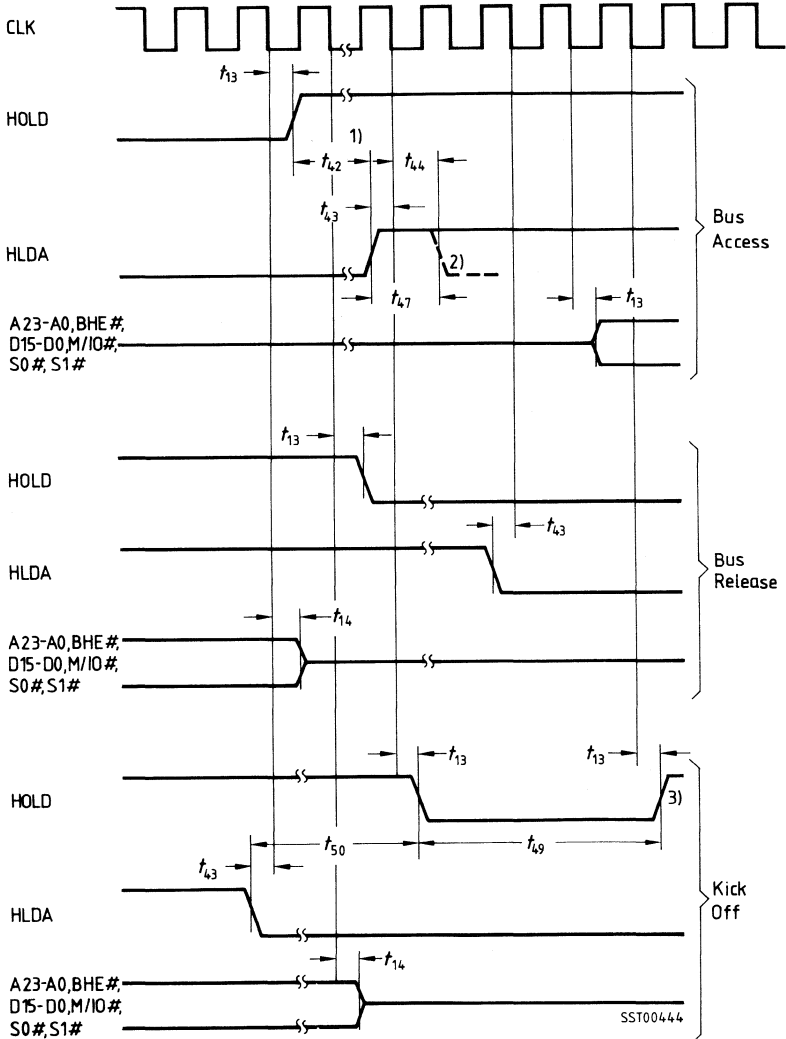 CLK
t13
HOLD
1)
t42
t44
t43
HLDA
2)
t47
t13
Bus
Access
A23-A0,BHE#,
D15-D0,M/IO#,
S0#,S1#
t13
HOLD
t43
HLDA
Bus
Release
t14
A23-A0,BHE#,
D15-D0,M/IO#,
S0#,S1#
t13
t13
HOLD
3)
t50
t49
t43
HLDA
Kick
Off
t14
A23-A0,BHE#,
D15-D0,M/IO#,
S0#,S1#
SST00444